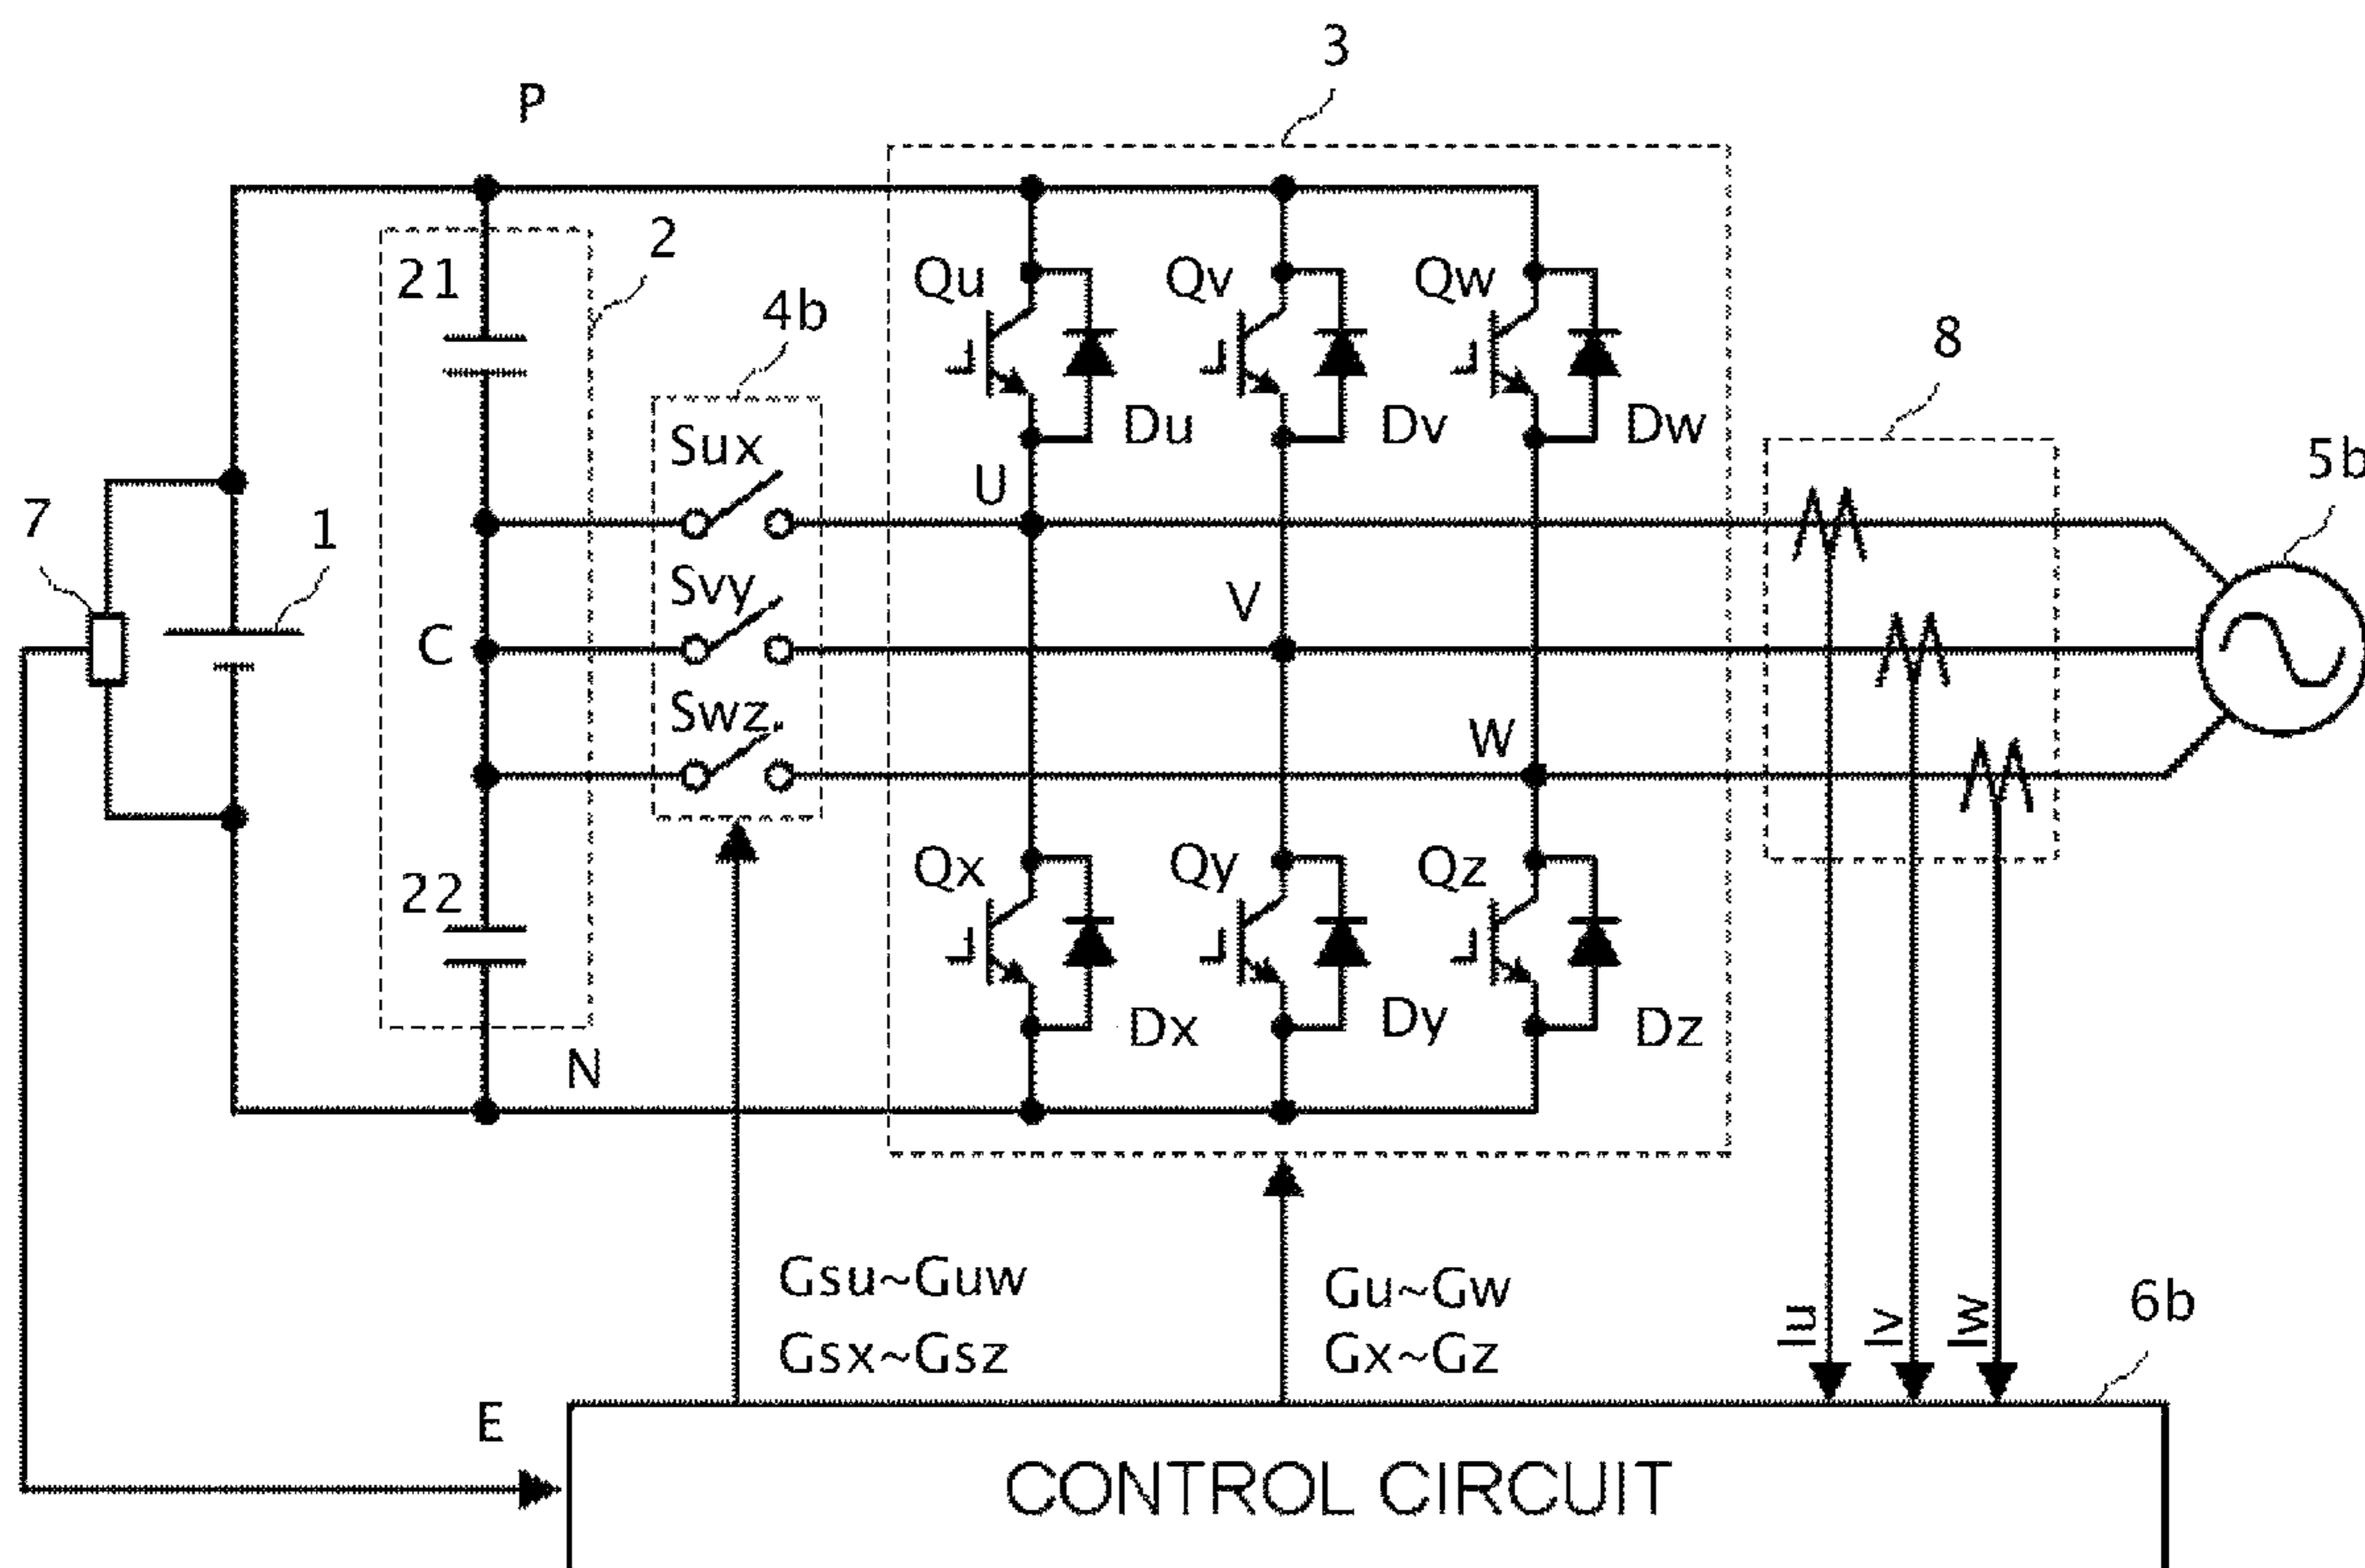 3
P
21
2
4b
Qu
Qv
Qw
8
Du
Dv
Dw
Sux
U
5b
7
1
Svy
V
C
Swz
W
22
Qx
Qy
Qz
N
Dx
Dy
Dz
Gsu~Guw
Gsx~Gsz
Gu~Gw
Gx~Gz
Iu
Iv
Iw
6b
E
CONTROL CIRCUIT